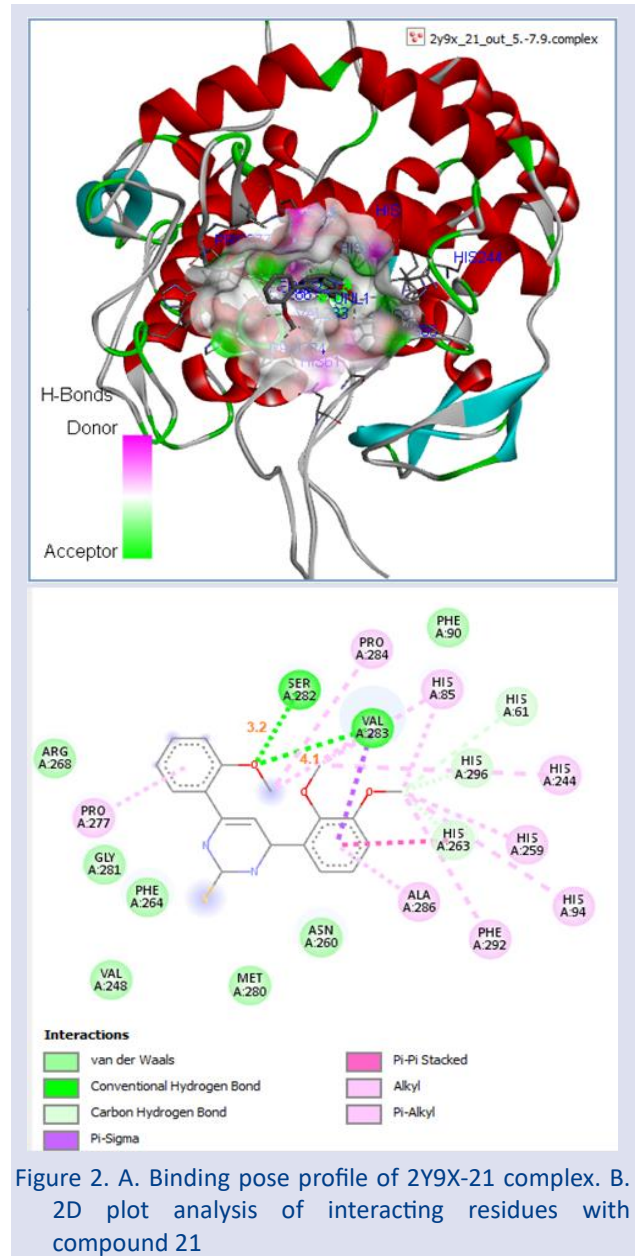 2y9x_21_out_5.-7.9.complex
HIS244
UNL1
HIS61
H-Bonds
Donor
Acceptor
PHE
A:90
PRO
A:284
SER
A:282
HIS
A:85
HIS
A:61
VAL
A:283
3.2
4.1
ARG
A:268
HIS
A:296
HIS
A:244
PRO
A:277
O
O
O
HIS
A:263
HIS
A:259
GLY
A:281
PHE
A:264
N
N
S
ALA
A:286
HIS
A:94
ASN
A:260
PHE
A:292
VAL
A:248
MET
A:280
Interactions
van der Waals
Conventional Hydrogen Bond
Carbon Hydrogen Bond
Pi-Sigma
Pi-Pi Stacked
Alkyl
Pi-Alkyl
Figure 2. A. Binding pose profile of 2Y9X-21 complex. B.
2D plot analysis of interacting residues with
compound 21